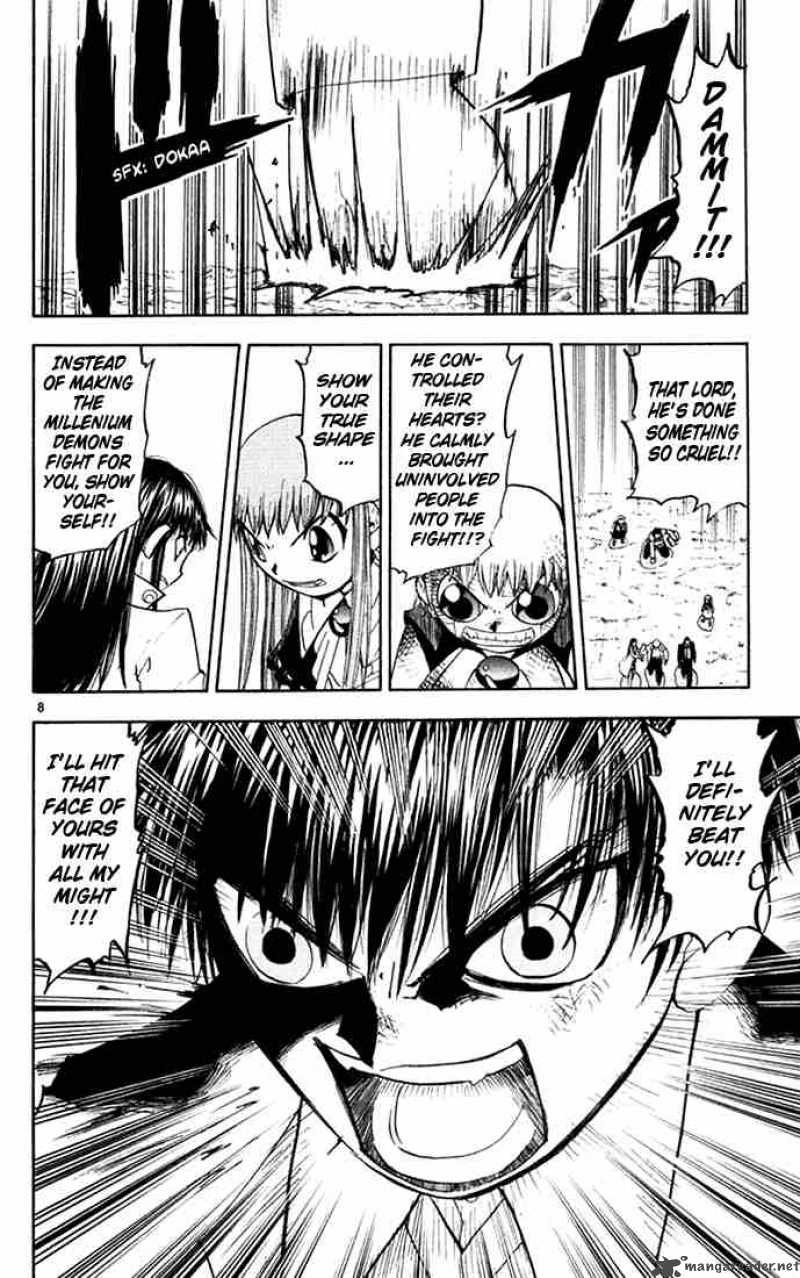 DAMMIT!!!
ドカ
SFX: DOKAA
THAT LORD,
HE'S DONE
SOMETHING
SO CRUEL!!
HE CON-
TROLLED
THEIR
HEARTS?
HE CALMLY
BROUGHT
UNINVOLVED
PEOPLE
INTO THE
FIGHT!!?
SHOW
YOUR
TRUE
SHAPE
...
INSTEAD
OF MAKING
THE
MILLENIUM
DEMONS
FIGHT FOR
YOU, SHOW
YOUR-
SELF!!
8
I'LL
DEFI-
NITELY
BEAT
YOU!!
I'LL HIT
THAT
FACE OF
YOURS
WITH
ALL MY
MIGHT
!!!
mangareader.net